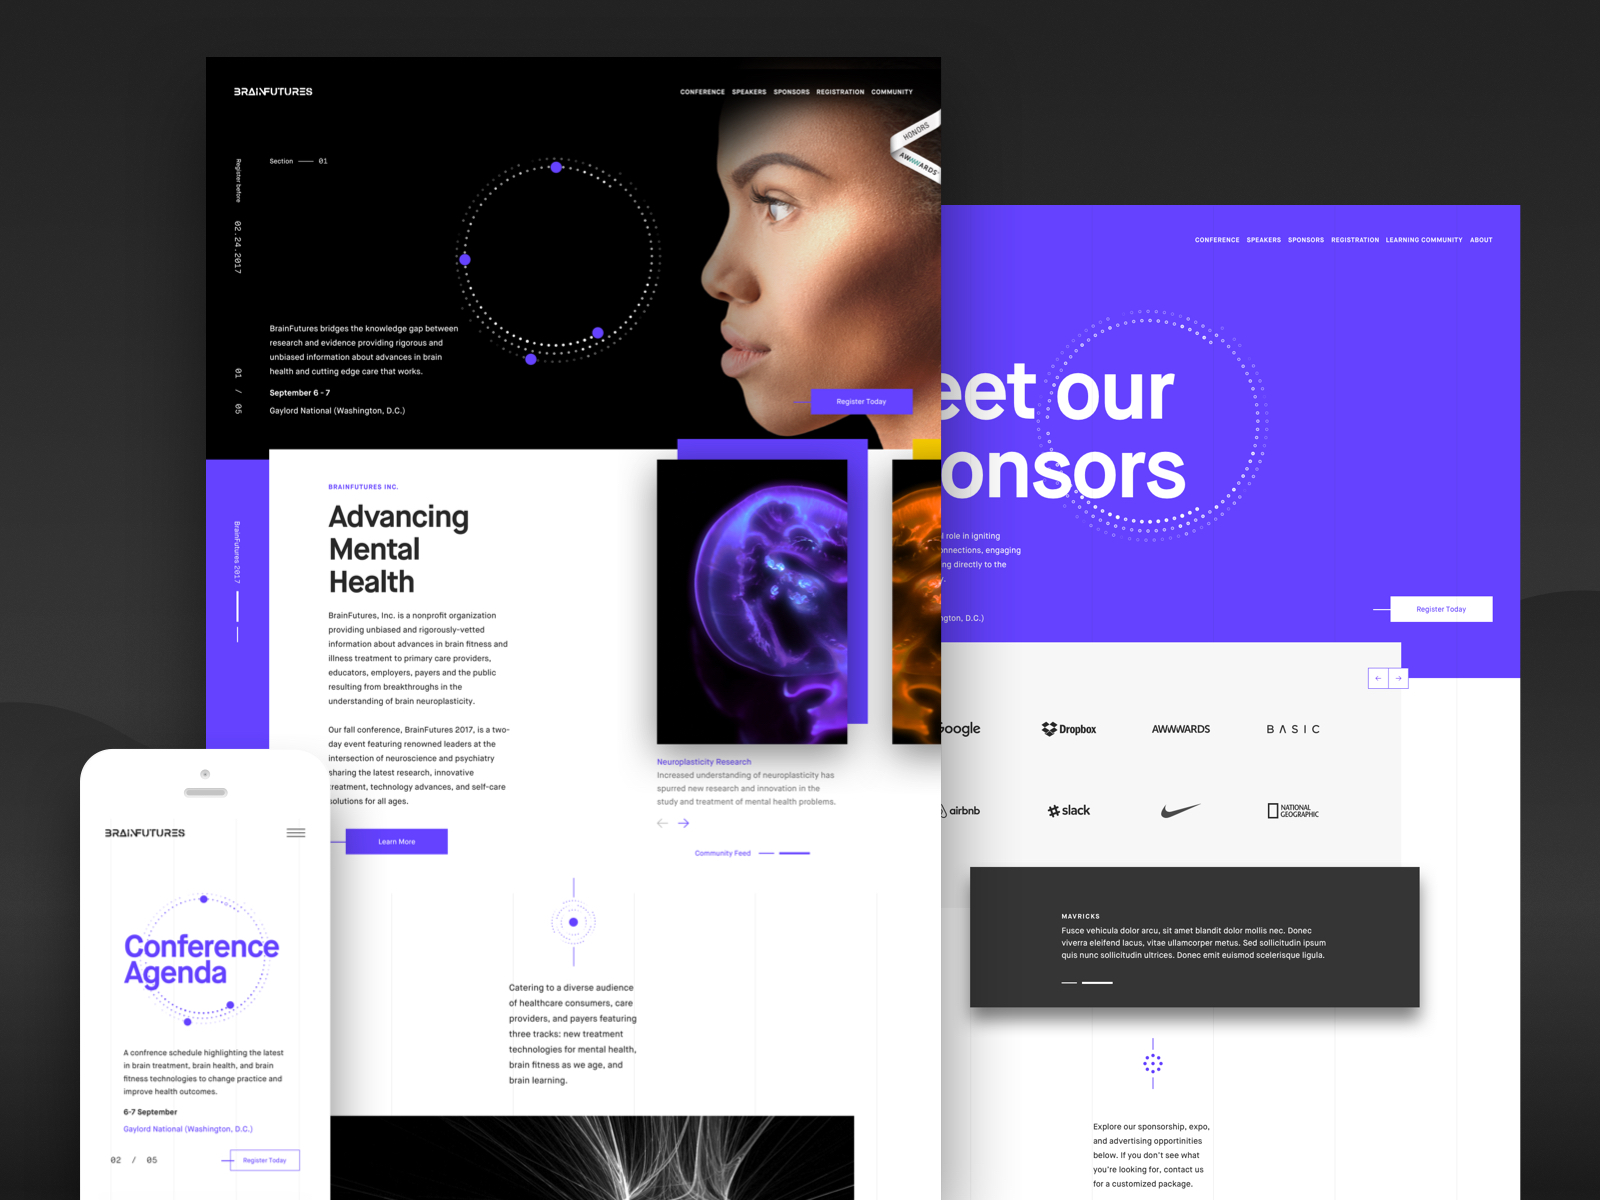 BRAINFUTURES
CONFERENCE SPEAKERS SPONSORS REGISTRATION COMMUNITY
HONORS
AWWWARDS
Section 01
Register before 02.24.2017
01 / 05
BrainFutures bridges the knowledge gap between
research and evidence providing rigorous and
unbiased information about advances in brain
health and cutting edge care that works.
September 6 - 7
Gaylord National (Washington, D.C.)
Register Today
BrainFutures 2017
BRAINFUTURES INC.
Advancing
Mental
Health
BrainFutures, Inc. is a nonprofit organization
providing unbiased and rigorously-vetted
information about advances in brain fitness and
illness treatment to primary care providers,
educators, employers, payers and the public
resulting from breakthroughs in the
understanding of brain neuroplasticity.
Our fall conference, BrainFutures 2017, is a two-
day event featuring renowned leaders at the
intersection of neuroscience and psychiatry
sharing the latest research, innovative
treatment, technology advances, and self-care
solutions for all ages.
Learn More
Neuroplasticity Research
Increased understanding of neuroplasticity has
spurred new research and innovation in the
study and treatment of mental health problems.
Community Feed
Catering to a diverse audience
of healthcare consumers, care
providers, and payers featuring
three tracks: new treatment
technologies for mental health,
brain fitness as we age, and
brain learning.
BRAINFUTURES
Conference
Agenda
A confrence schedule highlighting the latest
in brain treatment, brain health, and brain
fitness technologies to change practice and
improve health outcomes.
6-7 September
Gaylord National (Washington, D.C.)
02 / 05
Register Today
CONFERENCE SPEAKERS SPONSORS REGISTRATION LEARNING COMMUNITY ABOUT
eet our
onsors
role in igniting
nnections, engaging
ng directly to the
y.
gton, D.C.)
Register Today
Google Dropbox AWWWARDS BASIC
airbnb slack NATIONAL
GEOGRAPHIC
MAVRICKS
Fusce vehicula dolor arcu, sit amet blandit dolor mollis nec. Donec
viverra eleifend lacus, vitae ullamcorper metus. Sed sollicitudin ipsum
quis nunc sollicitudin ultrices. Donec emit euismod scelerisque ligula.
Explore our sponsorship, expo,
and advertising opportinities
below. If you don't see what
you're looking for, contact us
for a customized package.